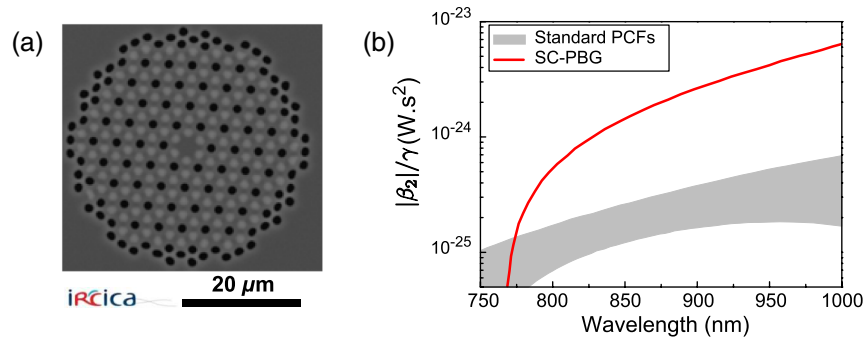 (a)
iRCica
20 μm
(b)
|β₂|/γ(W.s²)
10⁻²³
10⁻²⁴
10⁻²⁵
Standard PCFs
SC-PBG
750 800 850 900 950 1000
Wavelength (nm)